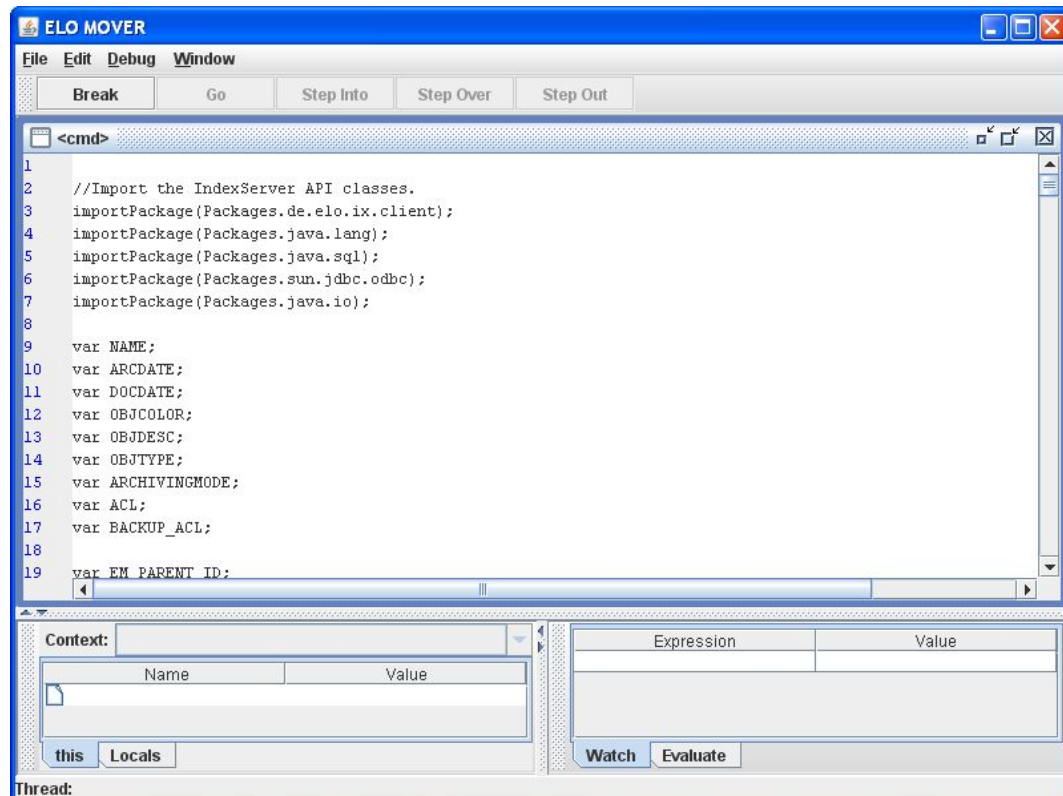 ELO MOVER
File Edit Debug Window
Break Go Step Into Step Over Step Out
<cmd>
1
2 //Import the IndexServer API classes.
3 importPackage(Packages.de.elo.ix.client);
4 importPackage(Packages.java.lang);
5 importPackage(Packages.java.sql);
6 importPackage(Packages.sun.jdbc.odbc);
7 importPackage(Packages.java.io);
8
9 var NAME;
10 var ARCDATE;
11 var DOCDATE;
12 var OBJCOLOR;
13 var OBJDESC;
14 var OBJTYPE;
15 var ARCHIVINGMODE;
16 var ACL;
17 var BACKUP_ACL;
18
19 var EM_PARENT_ID;
Context:
Name Value
this Locals
Expression Value
Watch Evaluate
Thread: